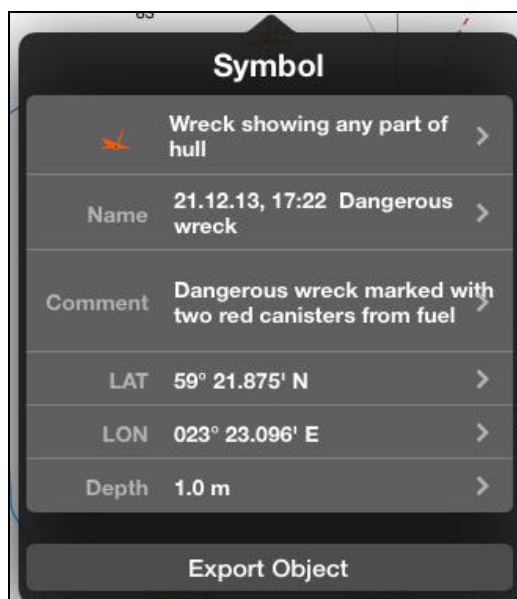 Symbol
Wreck showing any part of
hull
Name 21.12.13, 17:22 Dangerous
wreck
Comment Dangerous wreck marked with
two red canisters from fuel
LAT 59° 21.875' N
LON 023° 23.096' E
Depth 1.0 m
Export Object